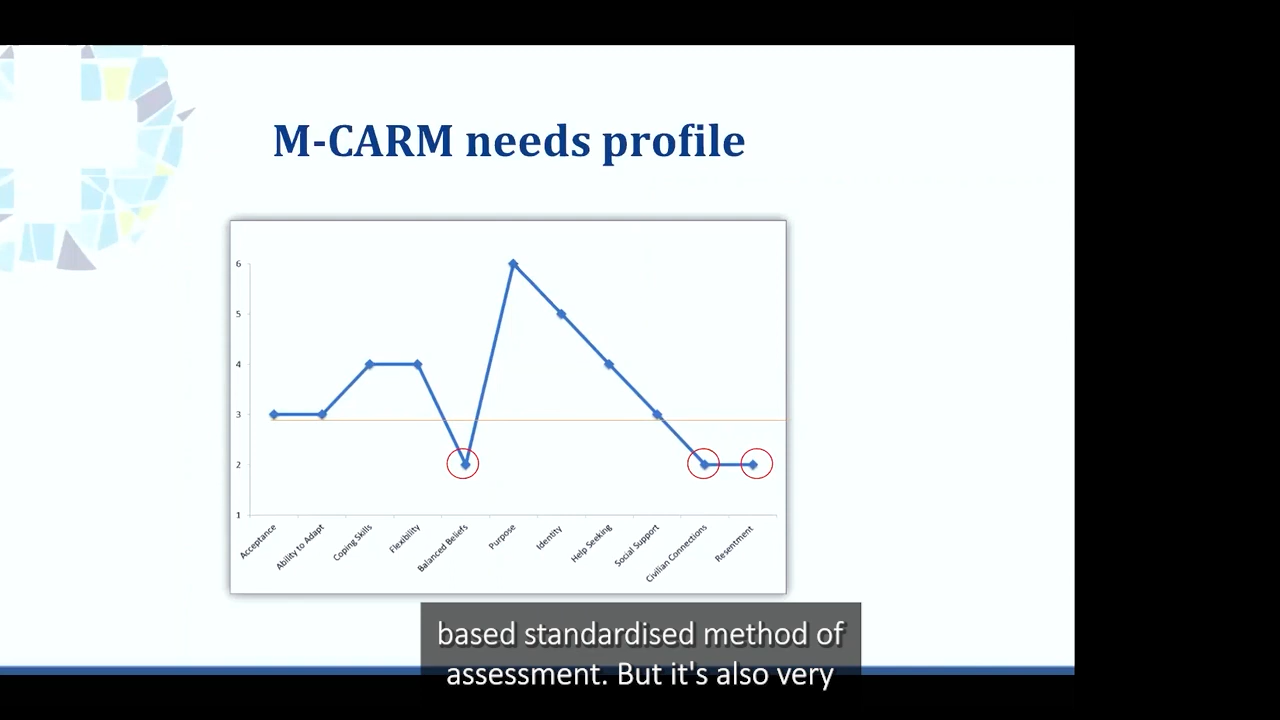 M-CARM needs profile
6
5
4
3
2
1
Acceptance
Ability to Adapt
Coping Skills
Flexibility
Balanced Beliefs
Purpose
Identity
Help Seeking
Social Support
Civilian Connections
Resentment
based standardised method of
assessment. But it's also very